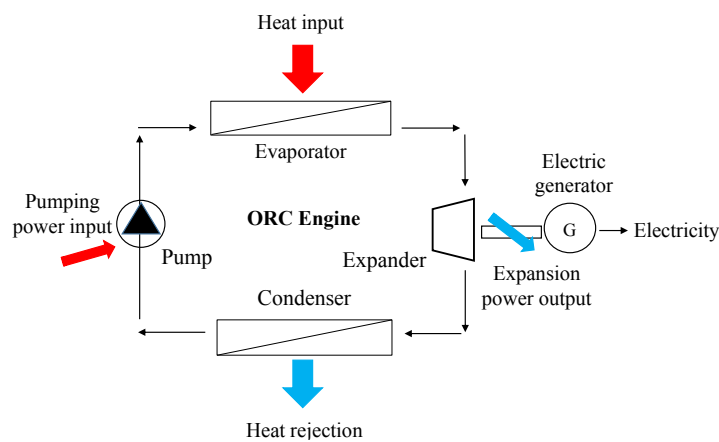 Heat input
Evaporator
Electric
generator
Pumping
power input
ORC Engine
G
Electricity
Pump
Expander
Expansion
power output
Condenser
Heat rejection